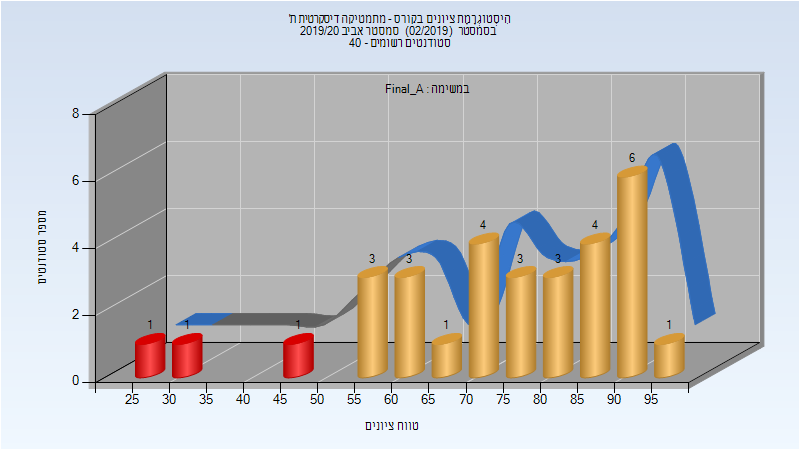 היסטוגרמת ציונים בקורס - מתמטיקה דיסקרטית ת'
בסמסטר (02/2019) סמסטר אביב 2019/20
סטודנטים רשומים - 40
במשימה : Final_A
מספר סטודנטים
8
6
4
2
0
1
1
1
3
3
1
4
3
3
4
6
1
25 30 35 40 45 50 55 60 65 70 75 80 85 90 95
טווח ציונים